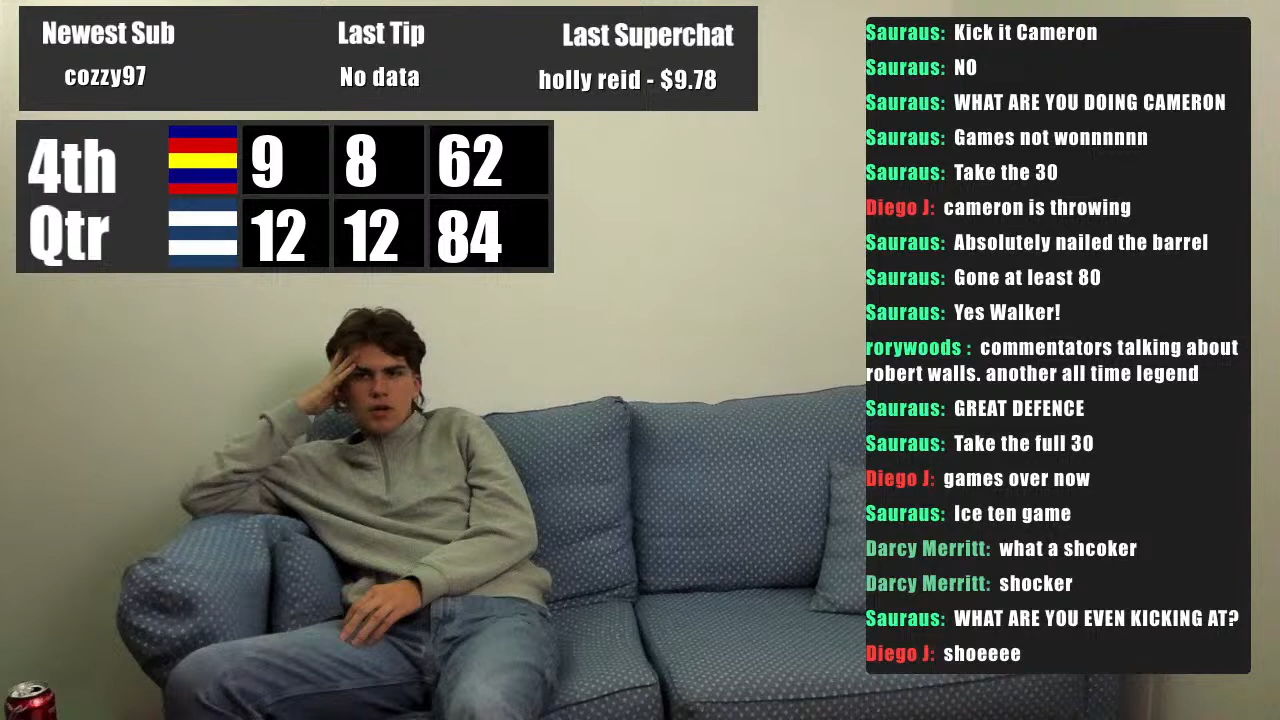 Newest Sub
Last Tip
Last Superchat
cozzy97
No data
holly reid - $9.78
4th
Qtr
9 8 62
12 12 84
Sauraus: Kick it Cameron
Sauraus: NO
Sauraus: WHAT ARE YOU DOING CAMERON
Sauraus: Games not wonnnnnn
Sauraus: Take the 30
Diego J: cameron is throwing
Sauraus: Absolutely nailed the barrel
Sauraus: Gone at least 80
Sauraus: Yes Walker!
rorywoods : commentators talking about
robert walls. another all time legend
Sauraus: GREAT DEFENCE
Sauraus: Take the full 30
Diego J: games over now
Sauraus: Ice ten game
Darcy Merritt: what a shcoker
Darcy Merritt: shocker
Sauraus: WHAT ARE YOU EVEN KICKING AT?
Diego J: shoeeee